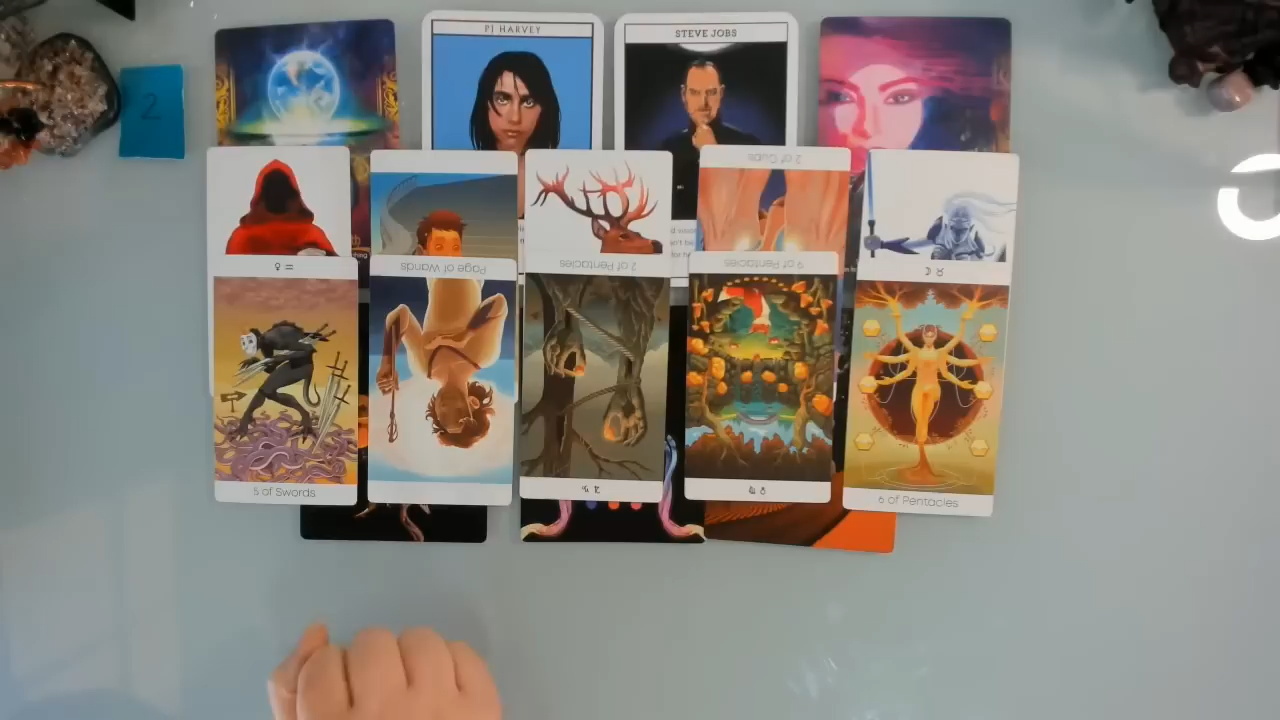 PJ HARVEY
STEVE JOBS
2
2 of Cups
Page of Wands
2 of Pentacles
9 of Pentacles
5 of Swords
6 of Pentacles